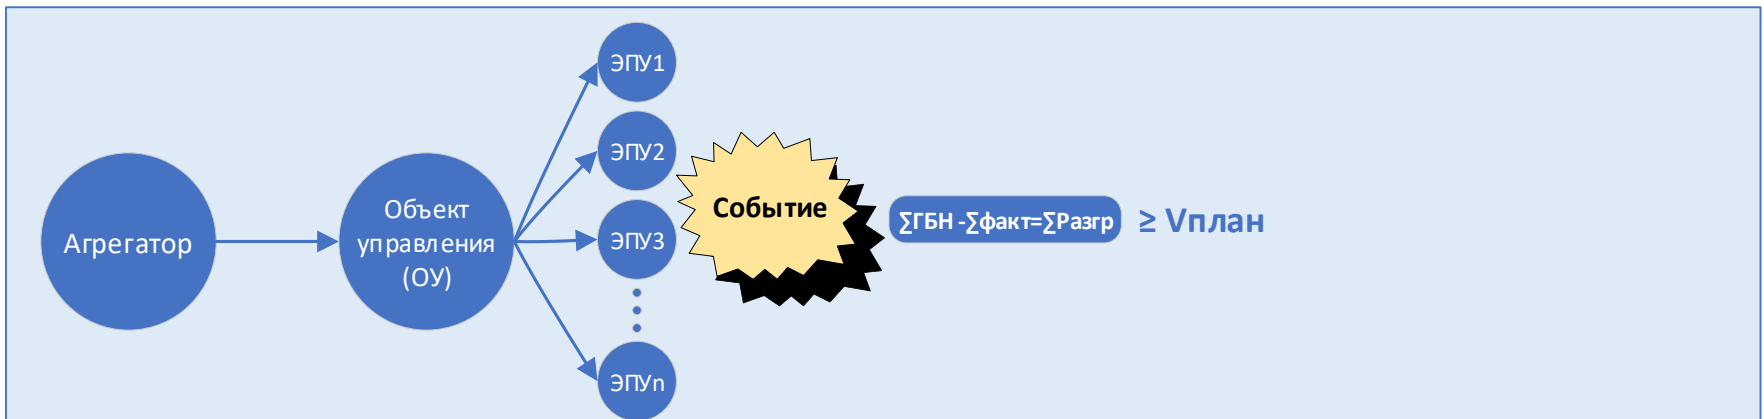 Агрегатор
Объект
управления
(ОУ)
ЭПУ1
ЭПУ2
ЭПУ3
ЭПУn
Событие
∑ГБН -∑факт=∑Разгр
≥ Vплан